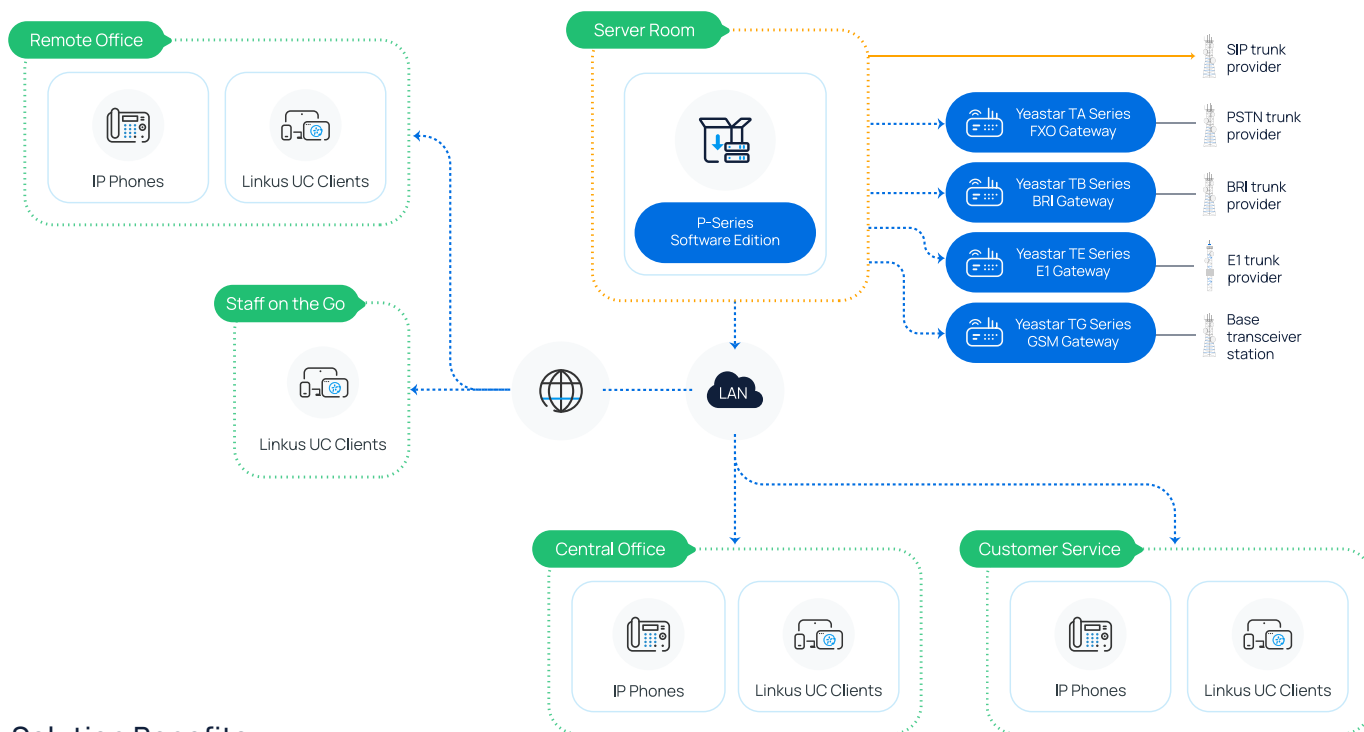 Remote Office
IP Phones
Linkus UC Clients
Server Room
P-Series
Software Edition
SIP trunk
provider
Yeastar TA Series
FXO Gateway
PSTN trunk
provider
Yeastar TB Series
BRI Gateway
BRI trunk
provider
Yeastar TE Series
E1 Gateway
E1 trunk
provider
Yeastar TG Series
GSM Gateway
Base
transceiver
station
Staff on the Go
Linkus UC Clients
LAN
Central Office
IP Phones
Linkus UC Clients
Customer Service
IP Phones
Linkus UC Clients
Solution Benefits